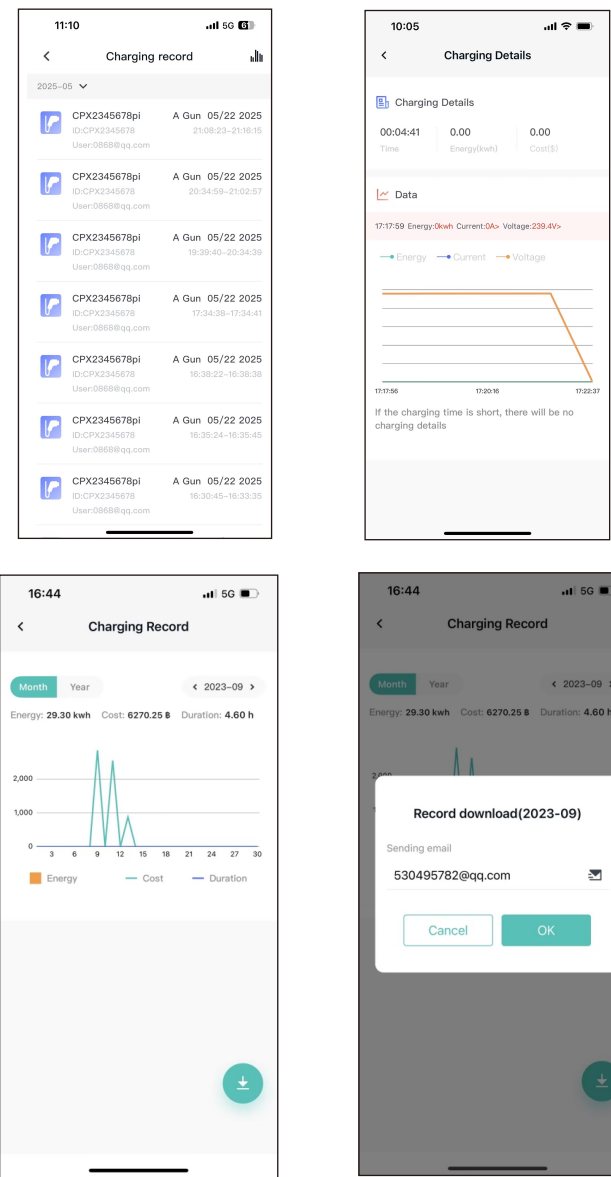 11:10
5G 61
Charging record
2025-05
CPX2345678pi A Gun 05/22 2025
ID:CPX2345678 21:08:23-21:16:15
User:0868@qq.com
CPX2345678pi A Gun 05/22 2025
ID:CPX2345678 20:34:59-21:02:57
User:0868@qq.com
CPX2345678pi A Gun 05/22 2025
ID:CPX2345678 19:39:40-20:34:39
User:0868@qq.com
CPX2345678pi A Gun 05/22 2025
ID:CPX2345678 17:34:38-17:34:41
User:0868@qq.com
CPX2345678pi A Gun 05/22 2025
ID:CPX2345678 16:38:22-16:38:38
User:0868@qq.com
CPX2345678pi A Gun 05/22 2025
ID:CPX2345678 16:35:24-16:35:45
User:0868@qq.com
CPX2345678pi A Gun 05/22 2025
ID:CPX2345678 16:30:45-16:33:35
User:0868@qq.com
10:05
Charging Details
Charging Details
00:04:41 0.00 0.00
Time Energy(kwh) Cost($)
Data
17:17:59 Energy:0kwh Current:0A> Voltage:239.4V>
Energy Current Voltage
17:17:56 17:20:16 17:22:37
If the charging time is short, there will be no
charging details
16:44 5G
Charging Record
Month Year < 2023-09 >
Energy: 29.30 kwh Cost: 6270.25 ฿ Duration: 4.60 h
2,000
1,000
0
3 6 9 12 15 18 21 24 27 30
Energy Cost Duration
16:44 5G
Charging Record
Month Year < 2023-09 >
Energy: 29.30 kwh Cost: 6270.25 ฿ Duration: 4.60 h
2,000
Record download(2023-09)
Sending email
530495782@qq.com
Cancel OK